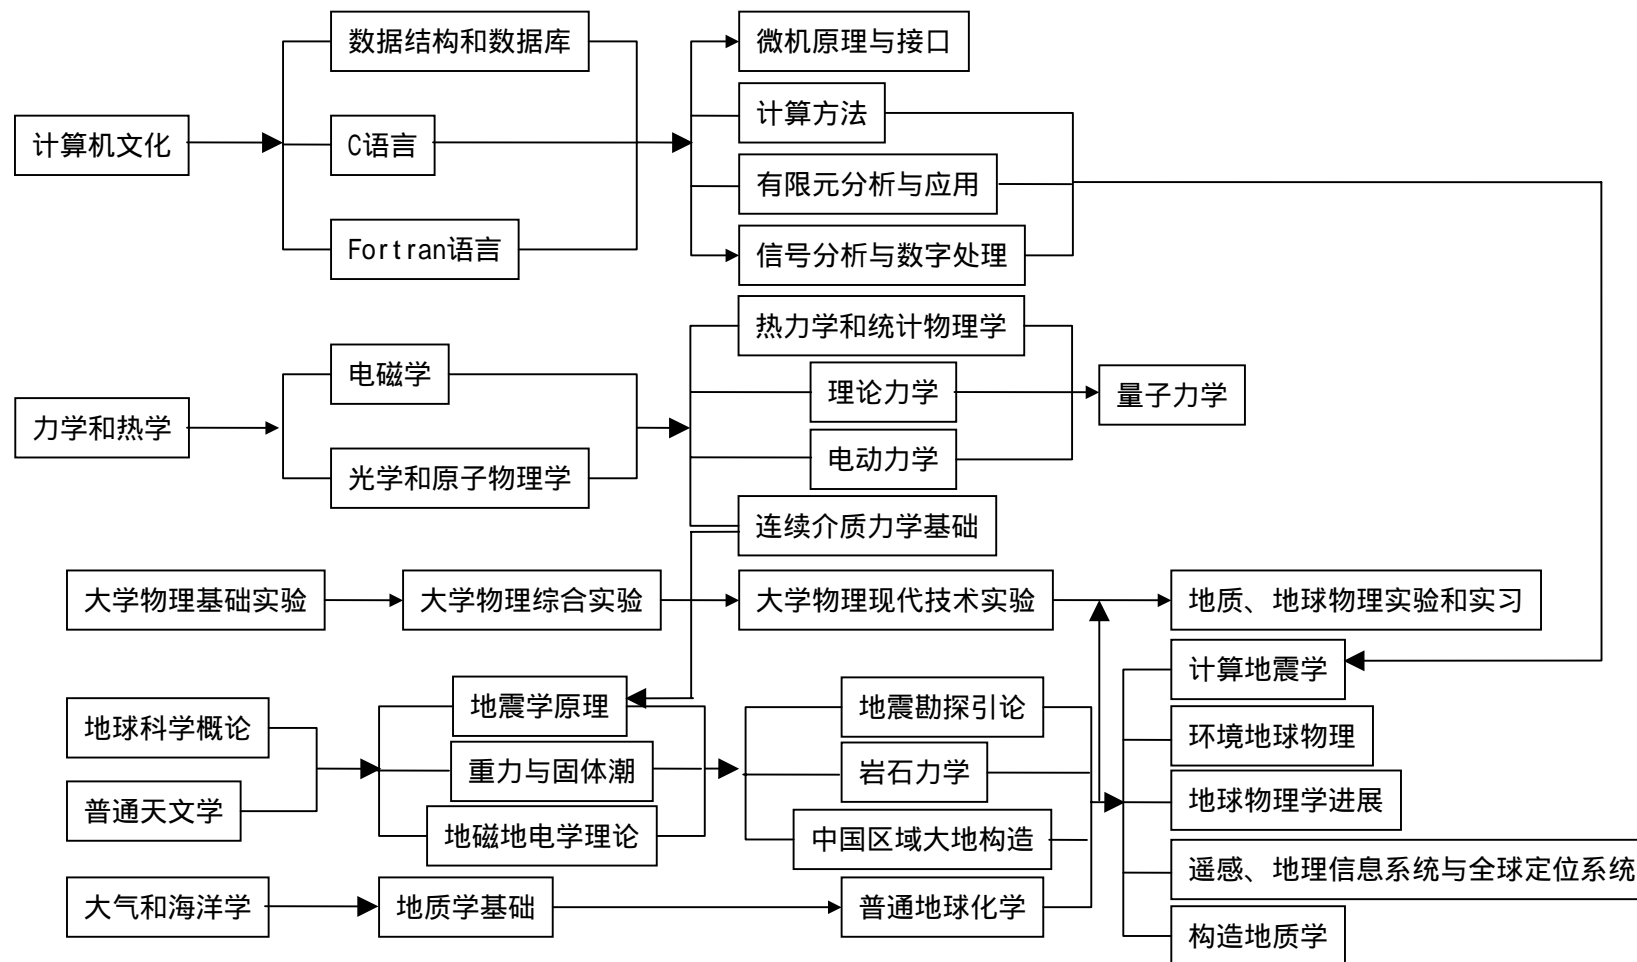 数据结构和数据库
微机原理与接口
计算方法
计算机文化
C语言
有限元分析与应用
Fortran语言
信号分析与数字处理
热力学和统计物理学
电磁学
理论力学
量子力学
力学和热学
光学和原子物理学
电动力学
连续介质力学基础
大学物理基础实验
大学物理综合实验
大学物理现代技术实验
地质、地球物理实验和实习
计算地震学
地震学原理
地震勘探引论
地球科学概论
环境地球物理
重力与固体潮
岩石力学
普通天文学
地球物理学进展
地磁地电学理论
中国区域大地构造
遥感、地理信息系统与全球定位系统
大气和海洋学
地质学基础
普通地球化学
构造地质学